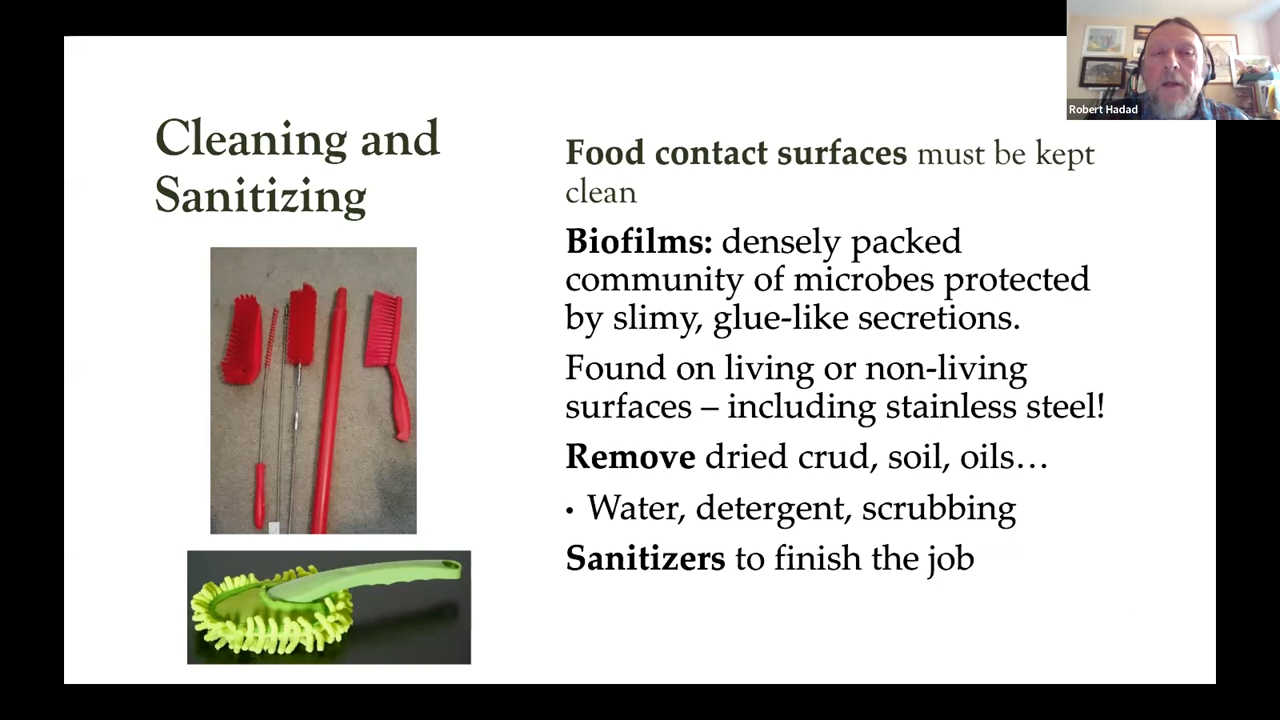 Cleaning and
Sanitizing
Food contact surfaces must be kept
clean
Biofilms: densely packed
community of microbes protected
by slimy, glue-like secretions.
Found on living or non-living
surfaces – including stainless steel!
Remove dried crud, soil, oils…
• Water, detergent, scrubbing
Sanitizers to finish the job
Robert Hadad